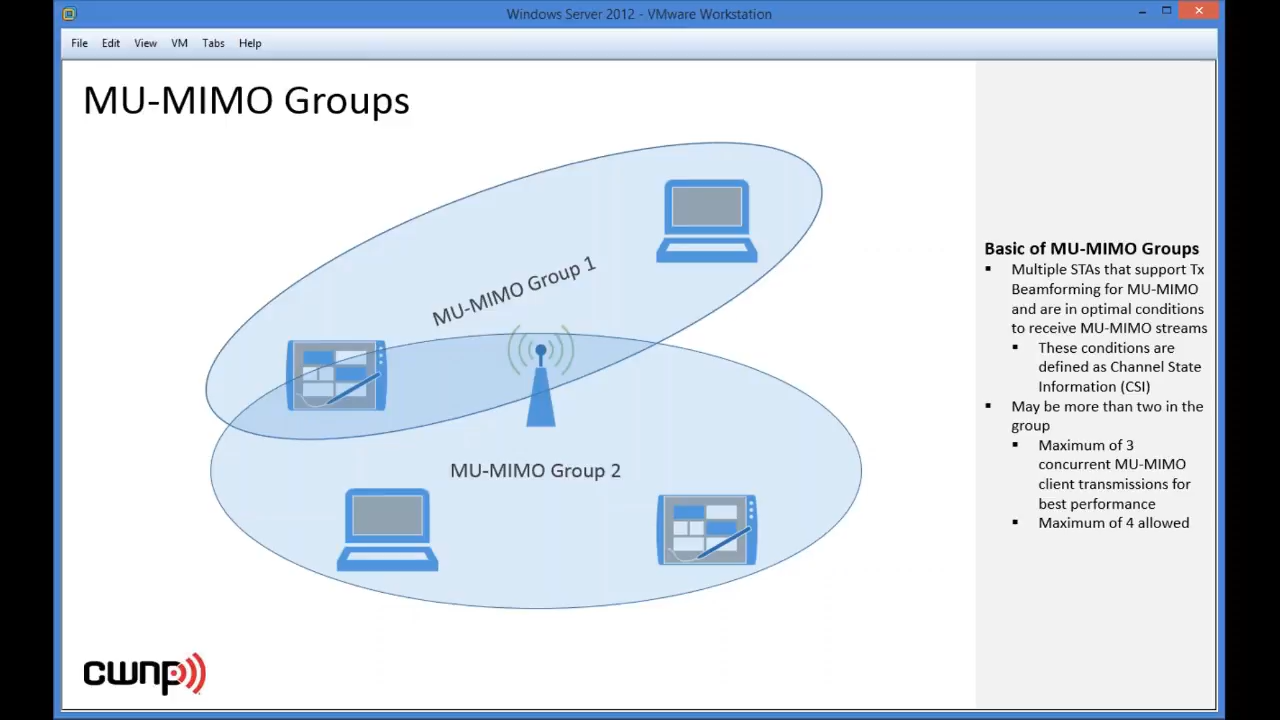 Windows Server 2012 - VMware Workstation
File Edit View VM Tabs Help
MU-MIMO Groups
MU-MIMO Group 1
MU-MIMO Group 2
Basic of MU-MIMO Groups
Multiple STAs that support Tx
Beamforming for MU-MIMO
and are in optimal conditions
to receive MU-MIMO streams
These conditions are
defined as Channel State
Information (CSI)
May be more than two in the
group
Maximum of 3
concurrent MU-MIMO
client transmissions for
best performance
Maximum of 4 allowed
cwnp